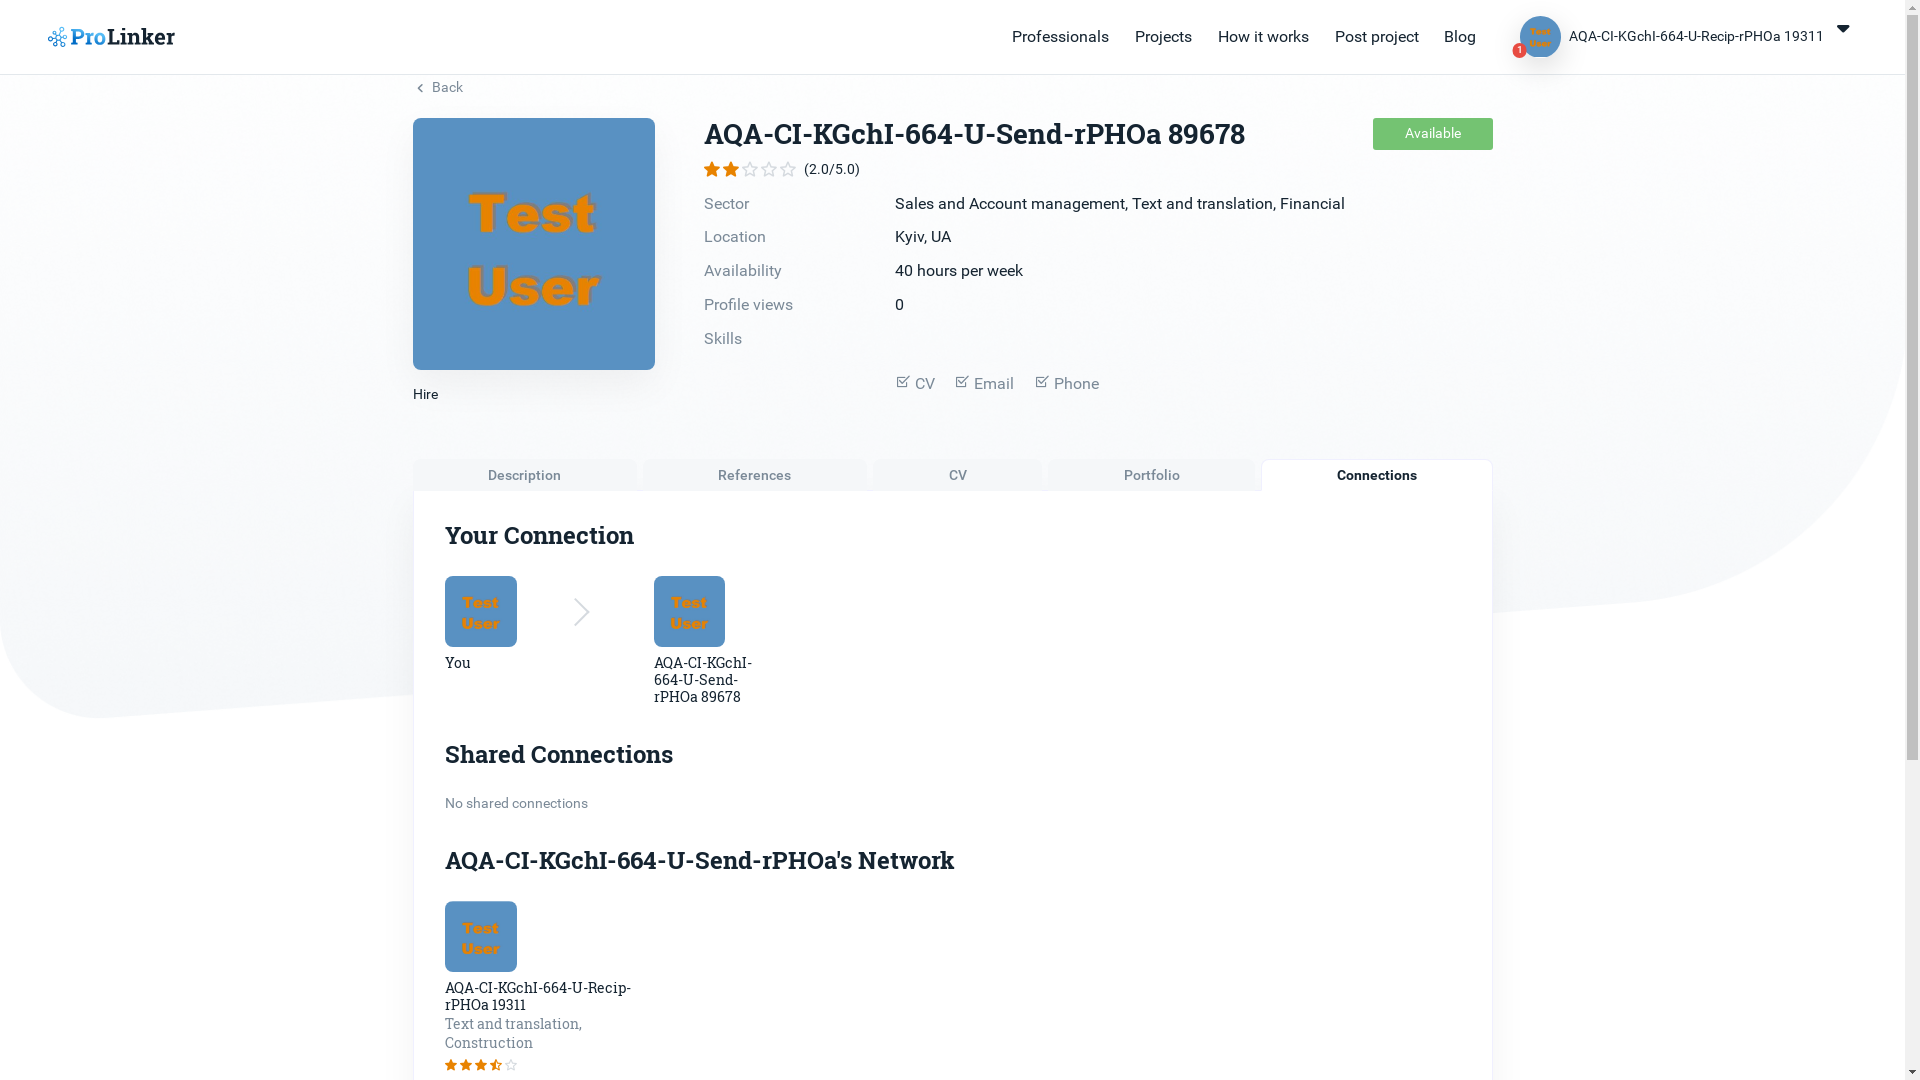 ProLinker
Professionals
Projects
How it works
Post project
Blog
Test
User
1
AQA-CI-KGchI-664-U-Recip-rPHOa 19311
Back
Test
User
Hire
AQA-CI-KGchI-664-U-Send-rPHOa 89678
Available
(2.0/5.0)
Sector Sales and Account management, Text and translation, Financial
Location Kyiv, UA
Availability 40 hours per week
Profile views 0
Skills
CV Email Phone
Description
References
CV
Portfolio
Connections
Your Connection
Test
User
You
Test
User
AQA-CI-KGchI-
664-U-Send-
rPHOa 89678
Shared Connections
No shared connections
AQA-CI-KGchI-664-U-Send-rPHOa's Network
Test
User
AQA-CI-KGchI-664-U-Recip-
rPHOa 19311
Text and translation,
Construction